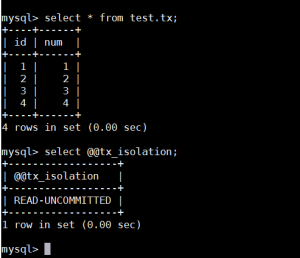 mysql> select * from test.tx;
+----+------+
| id | num  |
+----+------+
|  1 |    1 |
|  2 |    2 |
|  3 |    3 |
|  4 |    4 |
+----+------+
4 rows in set (0.00 sec)
mysql> select @@tx_isolation;
+------------------+
| @@tx_isolation   |
+------------------+
| READ-UNCOMMITTED |
+------------------+
1 row in set (0.00 sec)
mysql>